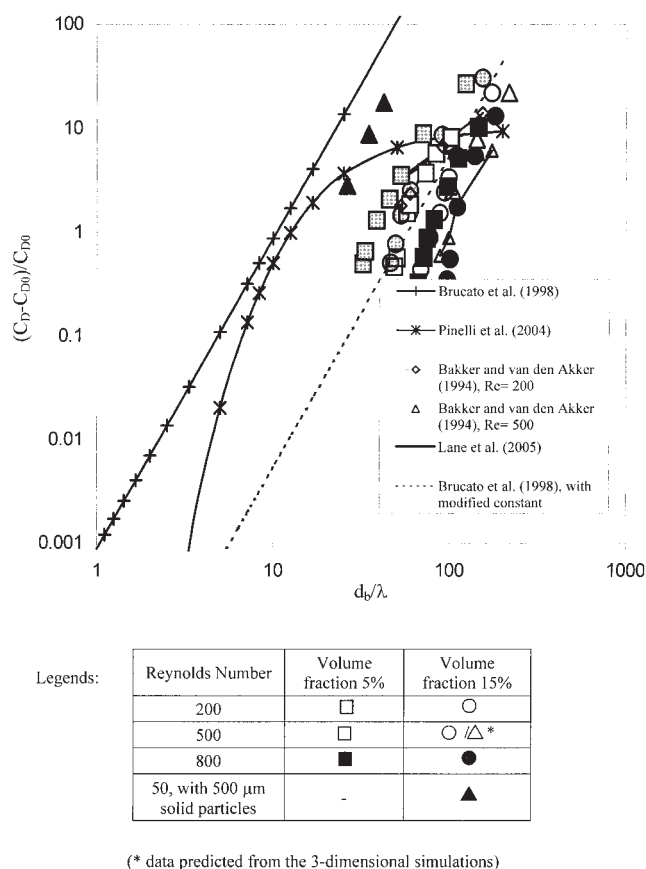 100
10
1
0.1
0.01
0.001
(C_D-C_D0)/C_D0
1
10
100
1000
d_b/λ
Brucato et al. (1998)
Pinelli et al. (2004)
Bakker and van den Akker
(1994), Re= 200
Bakker and van den Akker
(1994), Re= 500
Lane et al. (2005)
Brucato et al. (1998), with
modified constant
Legends:
Reynolds Number
Volume
fraction 5%
Volume
fraction 15%
200
500
/ *
800
50, with 500 μm
solid particles
-
(* data predicted from the 3-dimensional simulations)